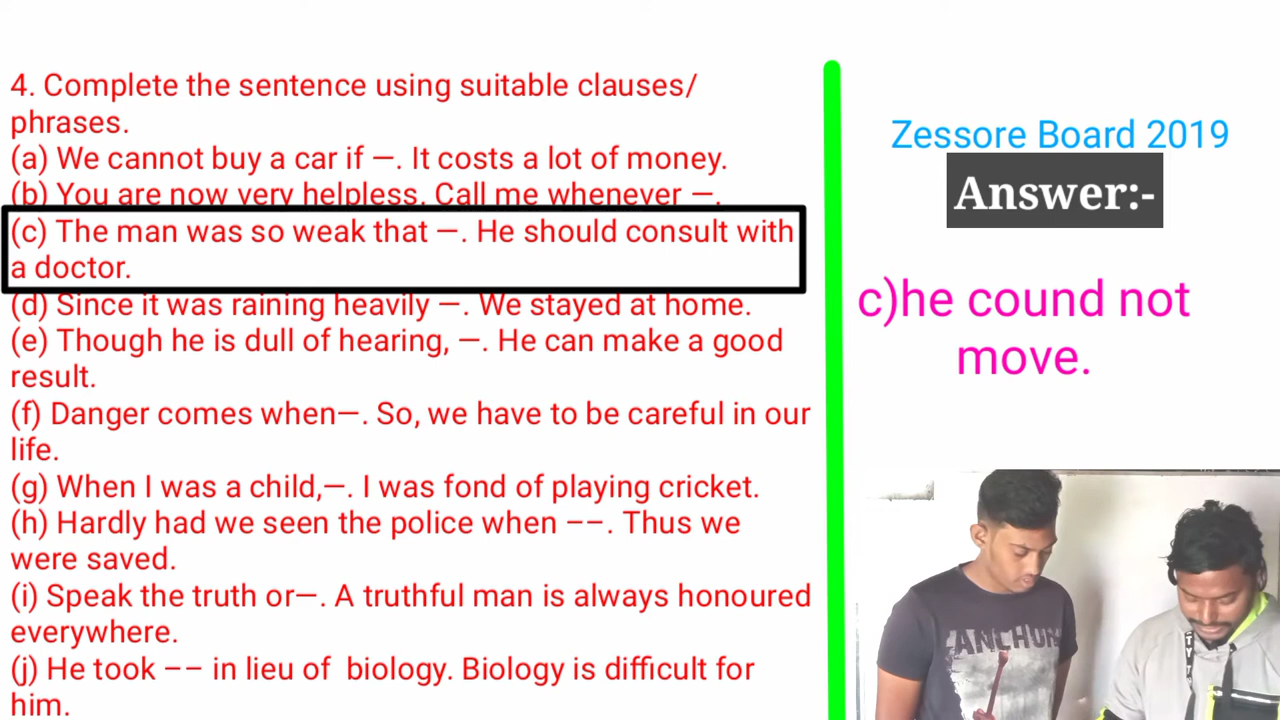 4. Complete the sentence using suitable clauses/
phrases.
(a) We cannot buy a car if –. It costs a lot of money.
(b) You are now very helpless. Call me whenever –.
(c) The man was so weak that –. He should consult with
a doctor.
(d) Since it was raining heavily –. We stayed at home.
(e) Though he is dull of hearing, –. He can make a good
result.
(f) Danger comes when–. So, we have to be careful in our
life.
(g) When I was a child,–. I was fond of playing cricket.
(h) Hardly had we seen the police when ––. Thus we
were saved.
(i) Speak the truth or–. A truthful man is always honoured
everywhere.
(j) He took –– in lieu of  biology. Biology is difficult for
him.
Zessore Board 2019
Answer:-
c)he cound not
move.